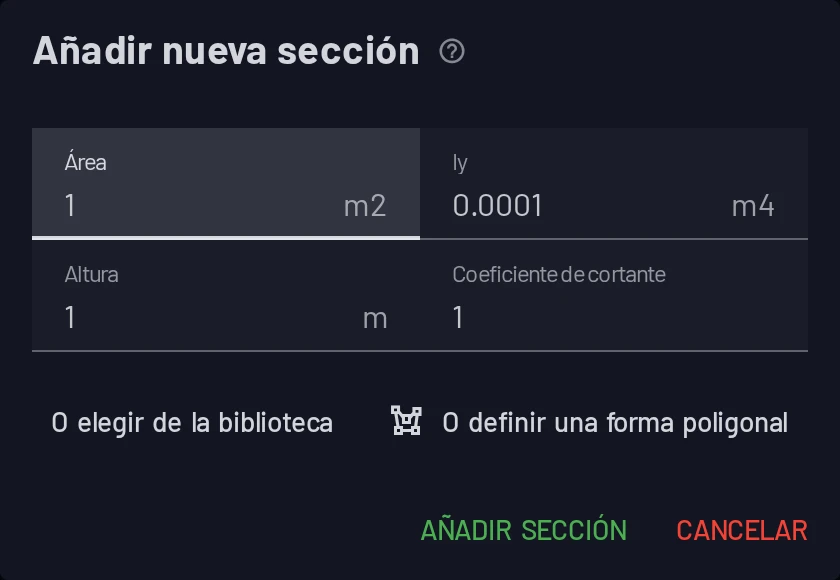 Añadir nueva sección
Área
1 m2
Iy
0.0001 m4
Altura
1 m
Coeficiente de cortante
1
O elegir de la biblioteca
O definir una forma poligonal
AÑADIR SECCIÓN
CANCELAR